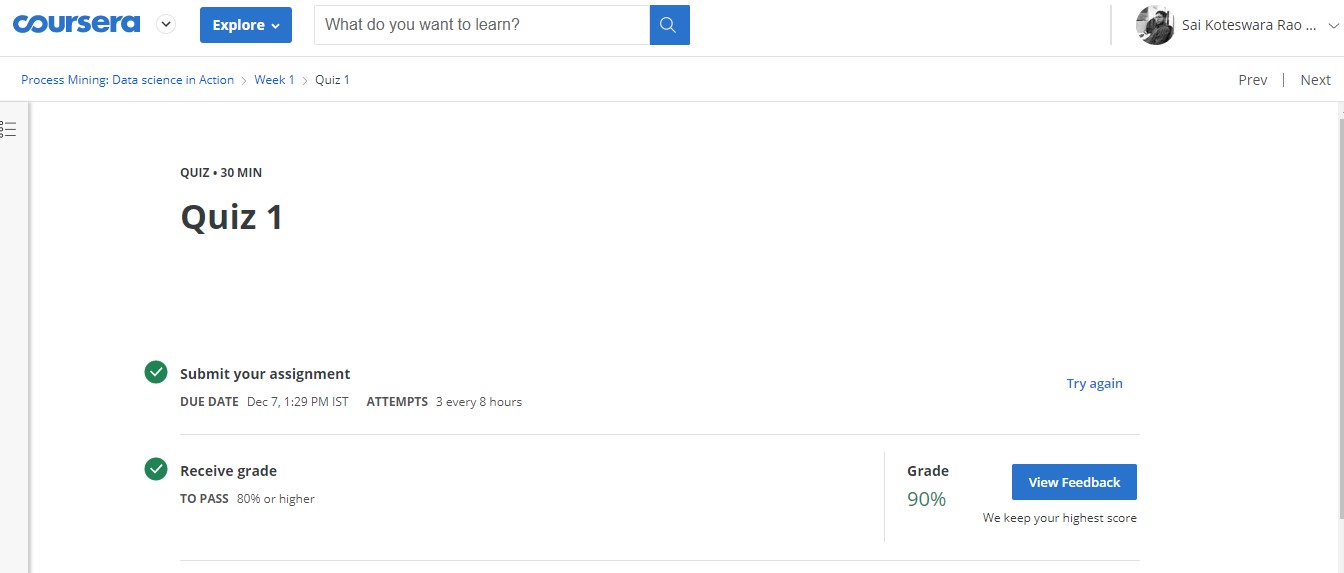 coursera
Explore
What do you want to learn?
Sai Koteswara Rao ...
Process Mining: Data science in Action > Week 1 > Quiz 1
Prev | Next
QUIZ • 30 MIN
Quiz 1
Submit your assignment
DUE DATE Dec 7, 1:29 PM IST ATTEMPTS 3 every 8 hours
Try again
Receive grade
TO PASS 80% or higher
Grade
90%
View Feedback
We keep your highest score